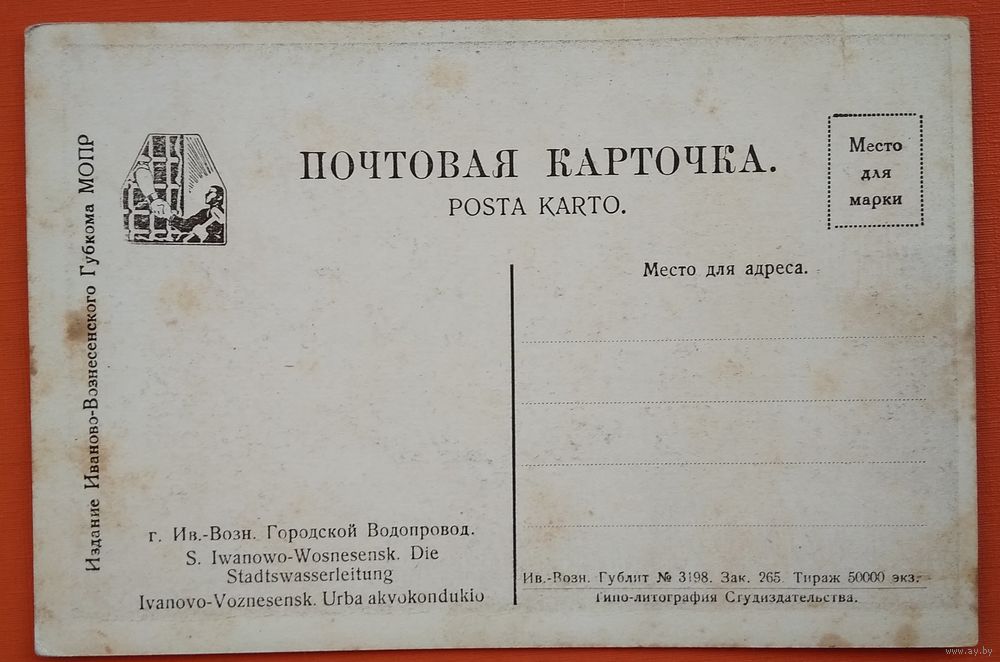 Издание Иваново-Вознесенского Губкома МОПР
ПОЧТОВАЯ КАРТОЧКА.
POSTA KARTO.
Место
для
марки
Место для адреса.
г. Ив.-Возн. Городской Водопровод.
S. Iwanowo-Wosnesensk. Die
Stadtswasserleitung
Ivanovo-Voznesensk. Urba akvokondukio
Ив.-Возн. Гублит № 3198. Зак. 265. Тираж 50000 экз.-
Типо-литография Студиздательства.
www.ay.by